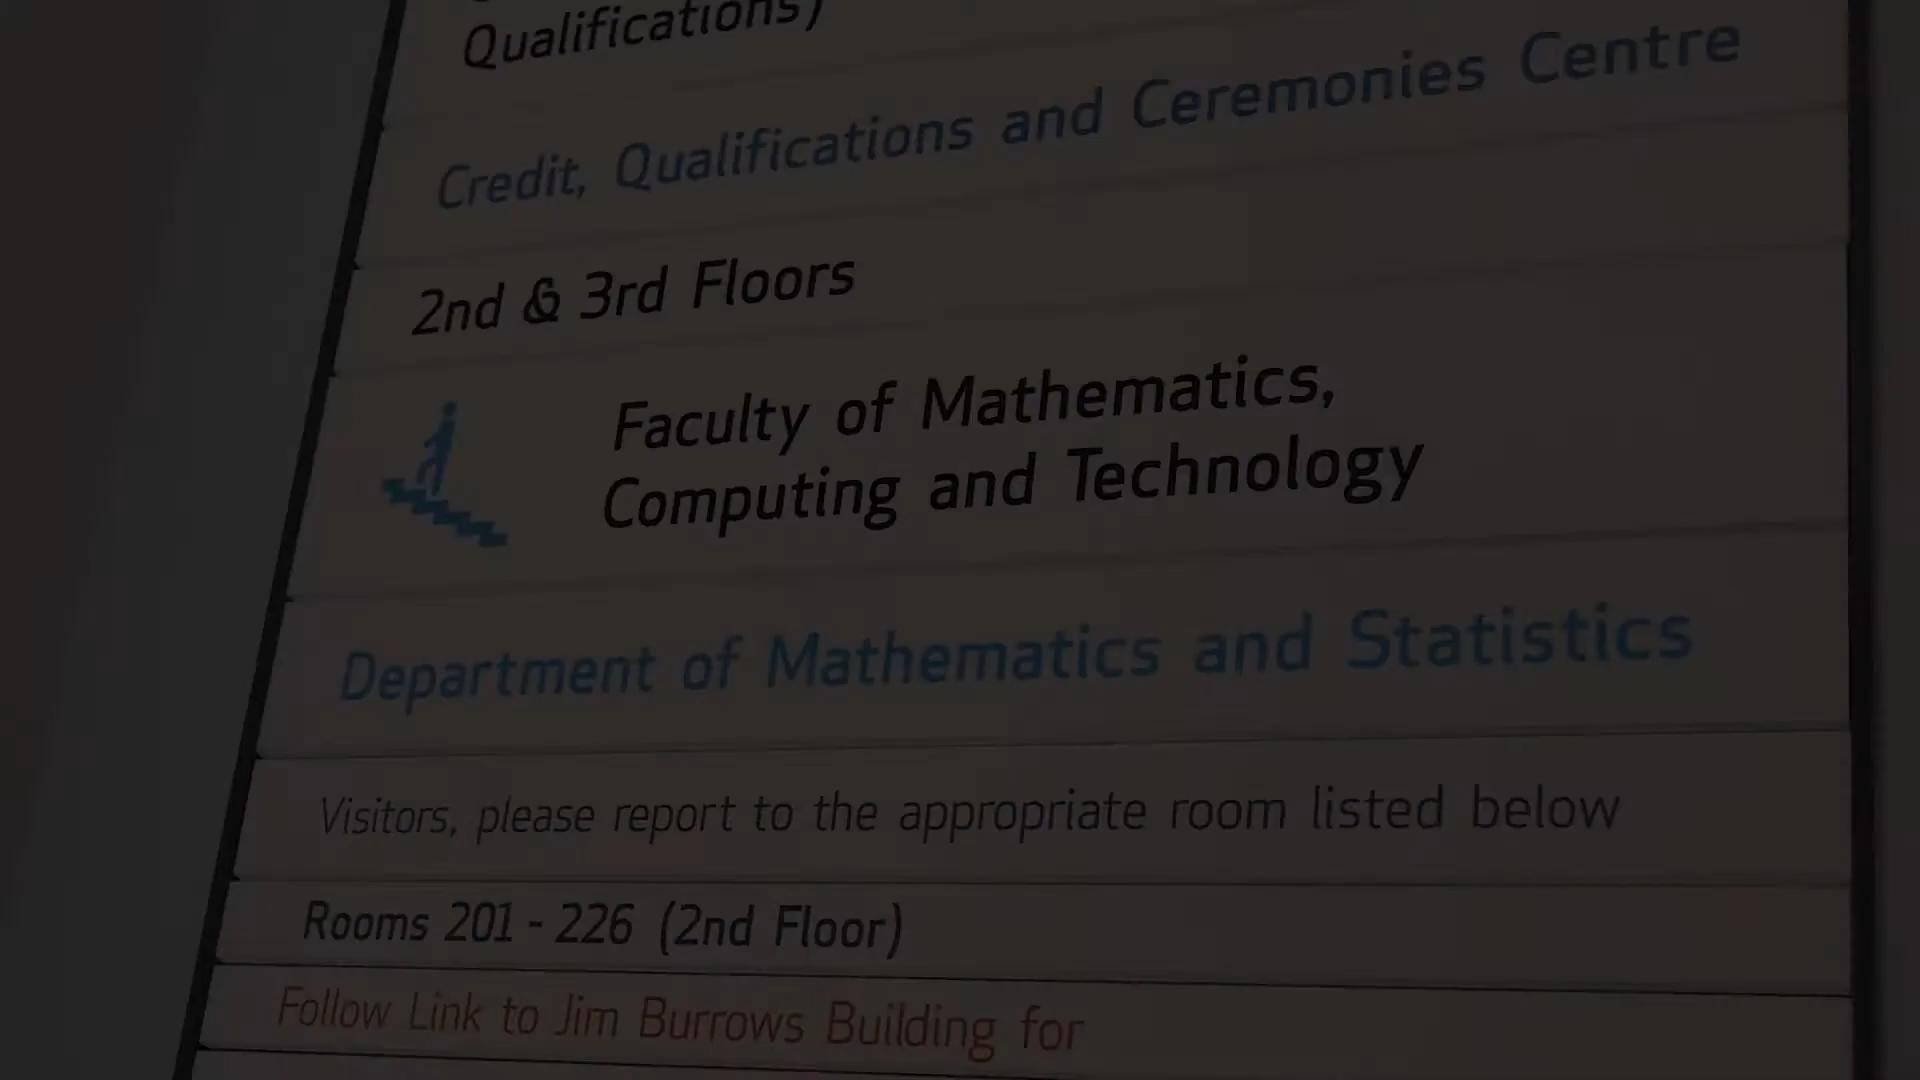 Qualifications)
Credit, Qualifications and Ceremonies Centre
2nd & 3rd Floors
Faculty of Mathematics,
Computing and Technology
Department of Mathematics and Statistics
Visitors, please report to the appropriate room listed below
Rooms 201 - 226 (2nd Floor)
Follow Link to Jim Burrows Building for